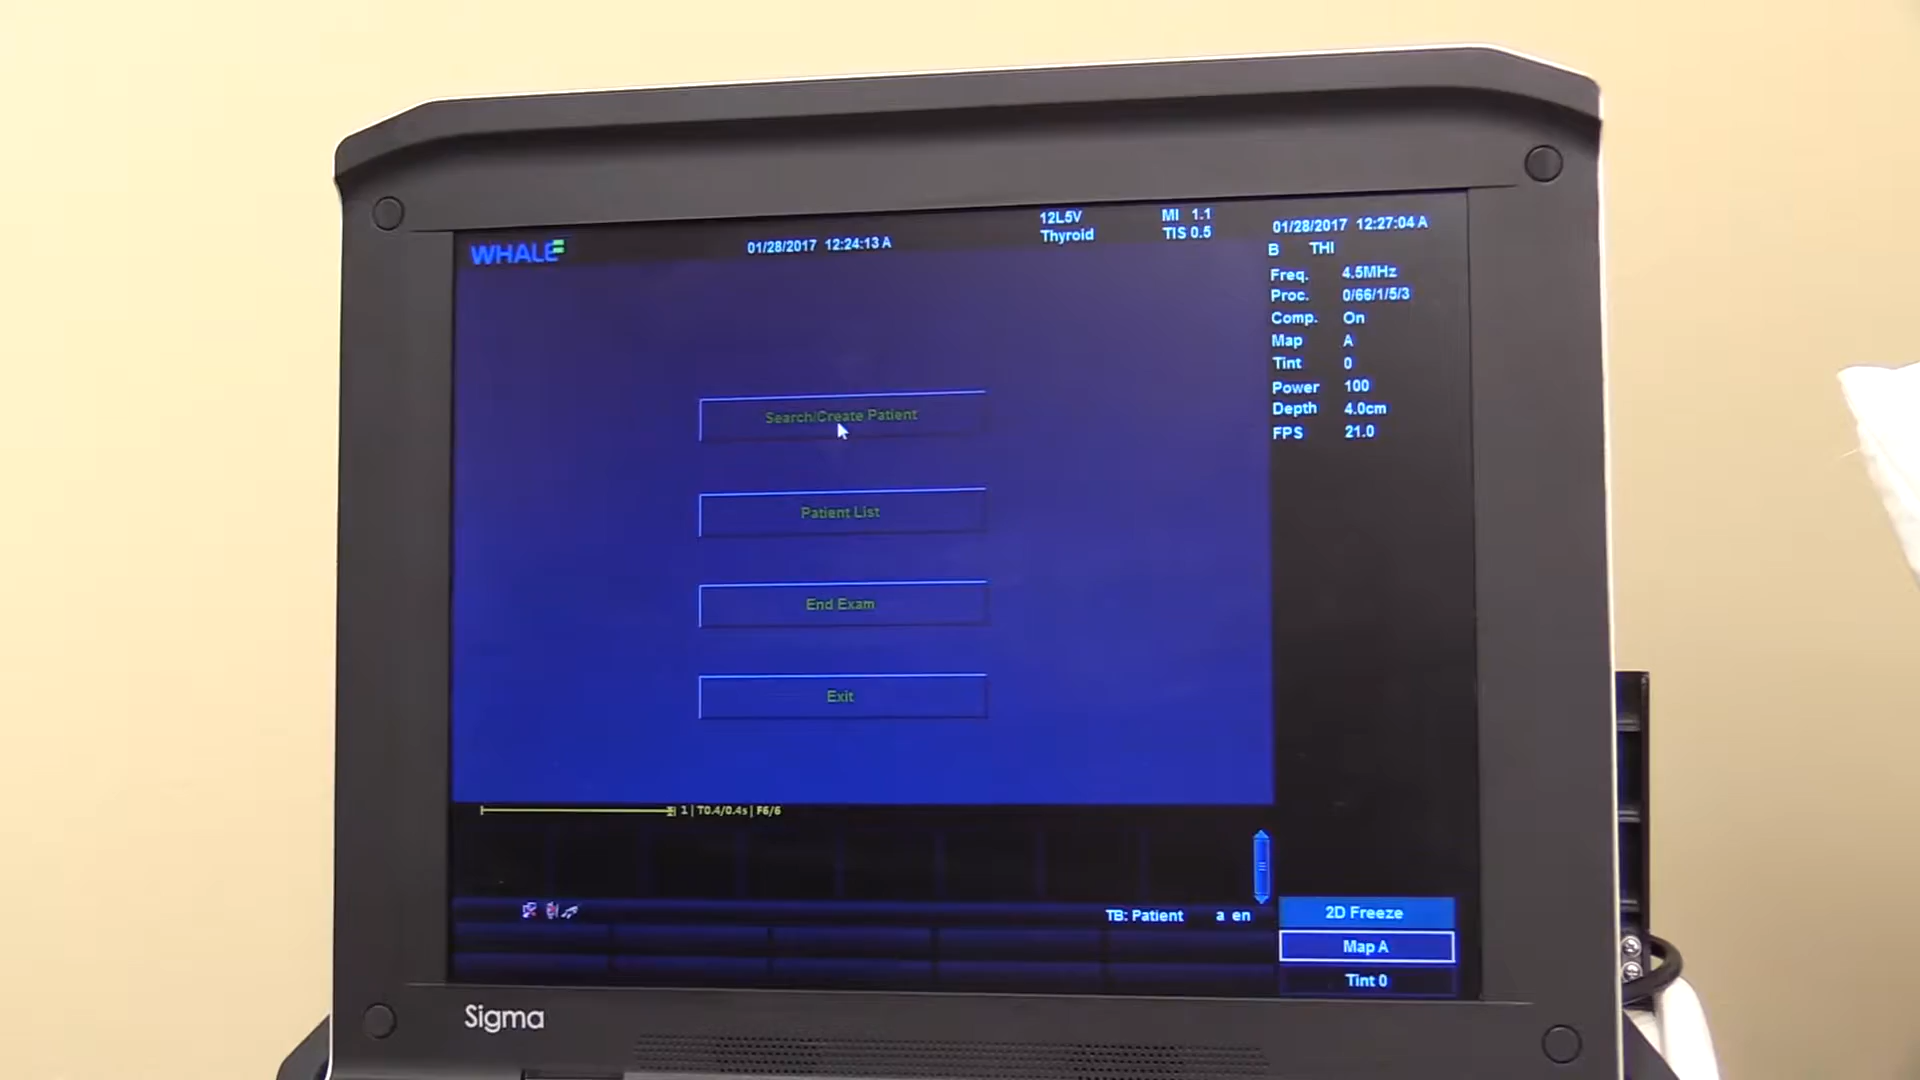 WHALE
01/28/2017 12:24:13 A
12L5V
Thyroid
MI 1.1
TIS 0.5
01/28/2017 12:27:04 A
B THI
Freq. 4.5MHz
Proc. 0/66/1/5/3
Comp. On
Map A
Tint 0
Power 100
Depth 4.0cm
FPS 21.0
Search/Create Patient
Patient List
End Exam
Exit
1 | T0.4/0.4s | F6/6
TB: Patient a en
2D Freeze
Map A
Tint 0
Sigma